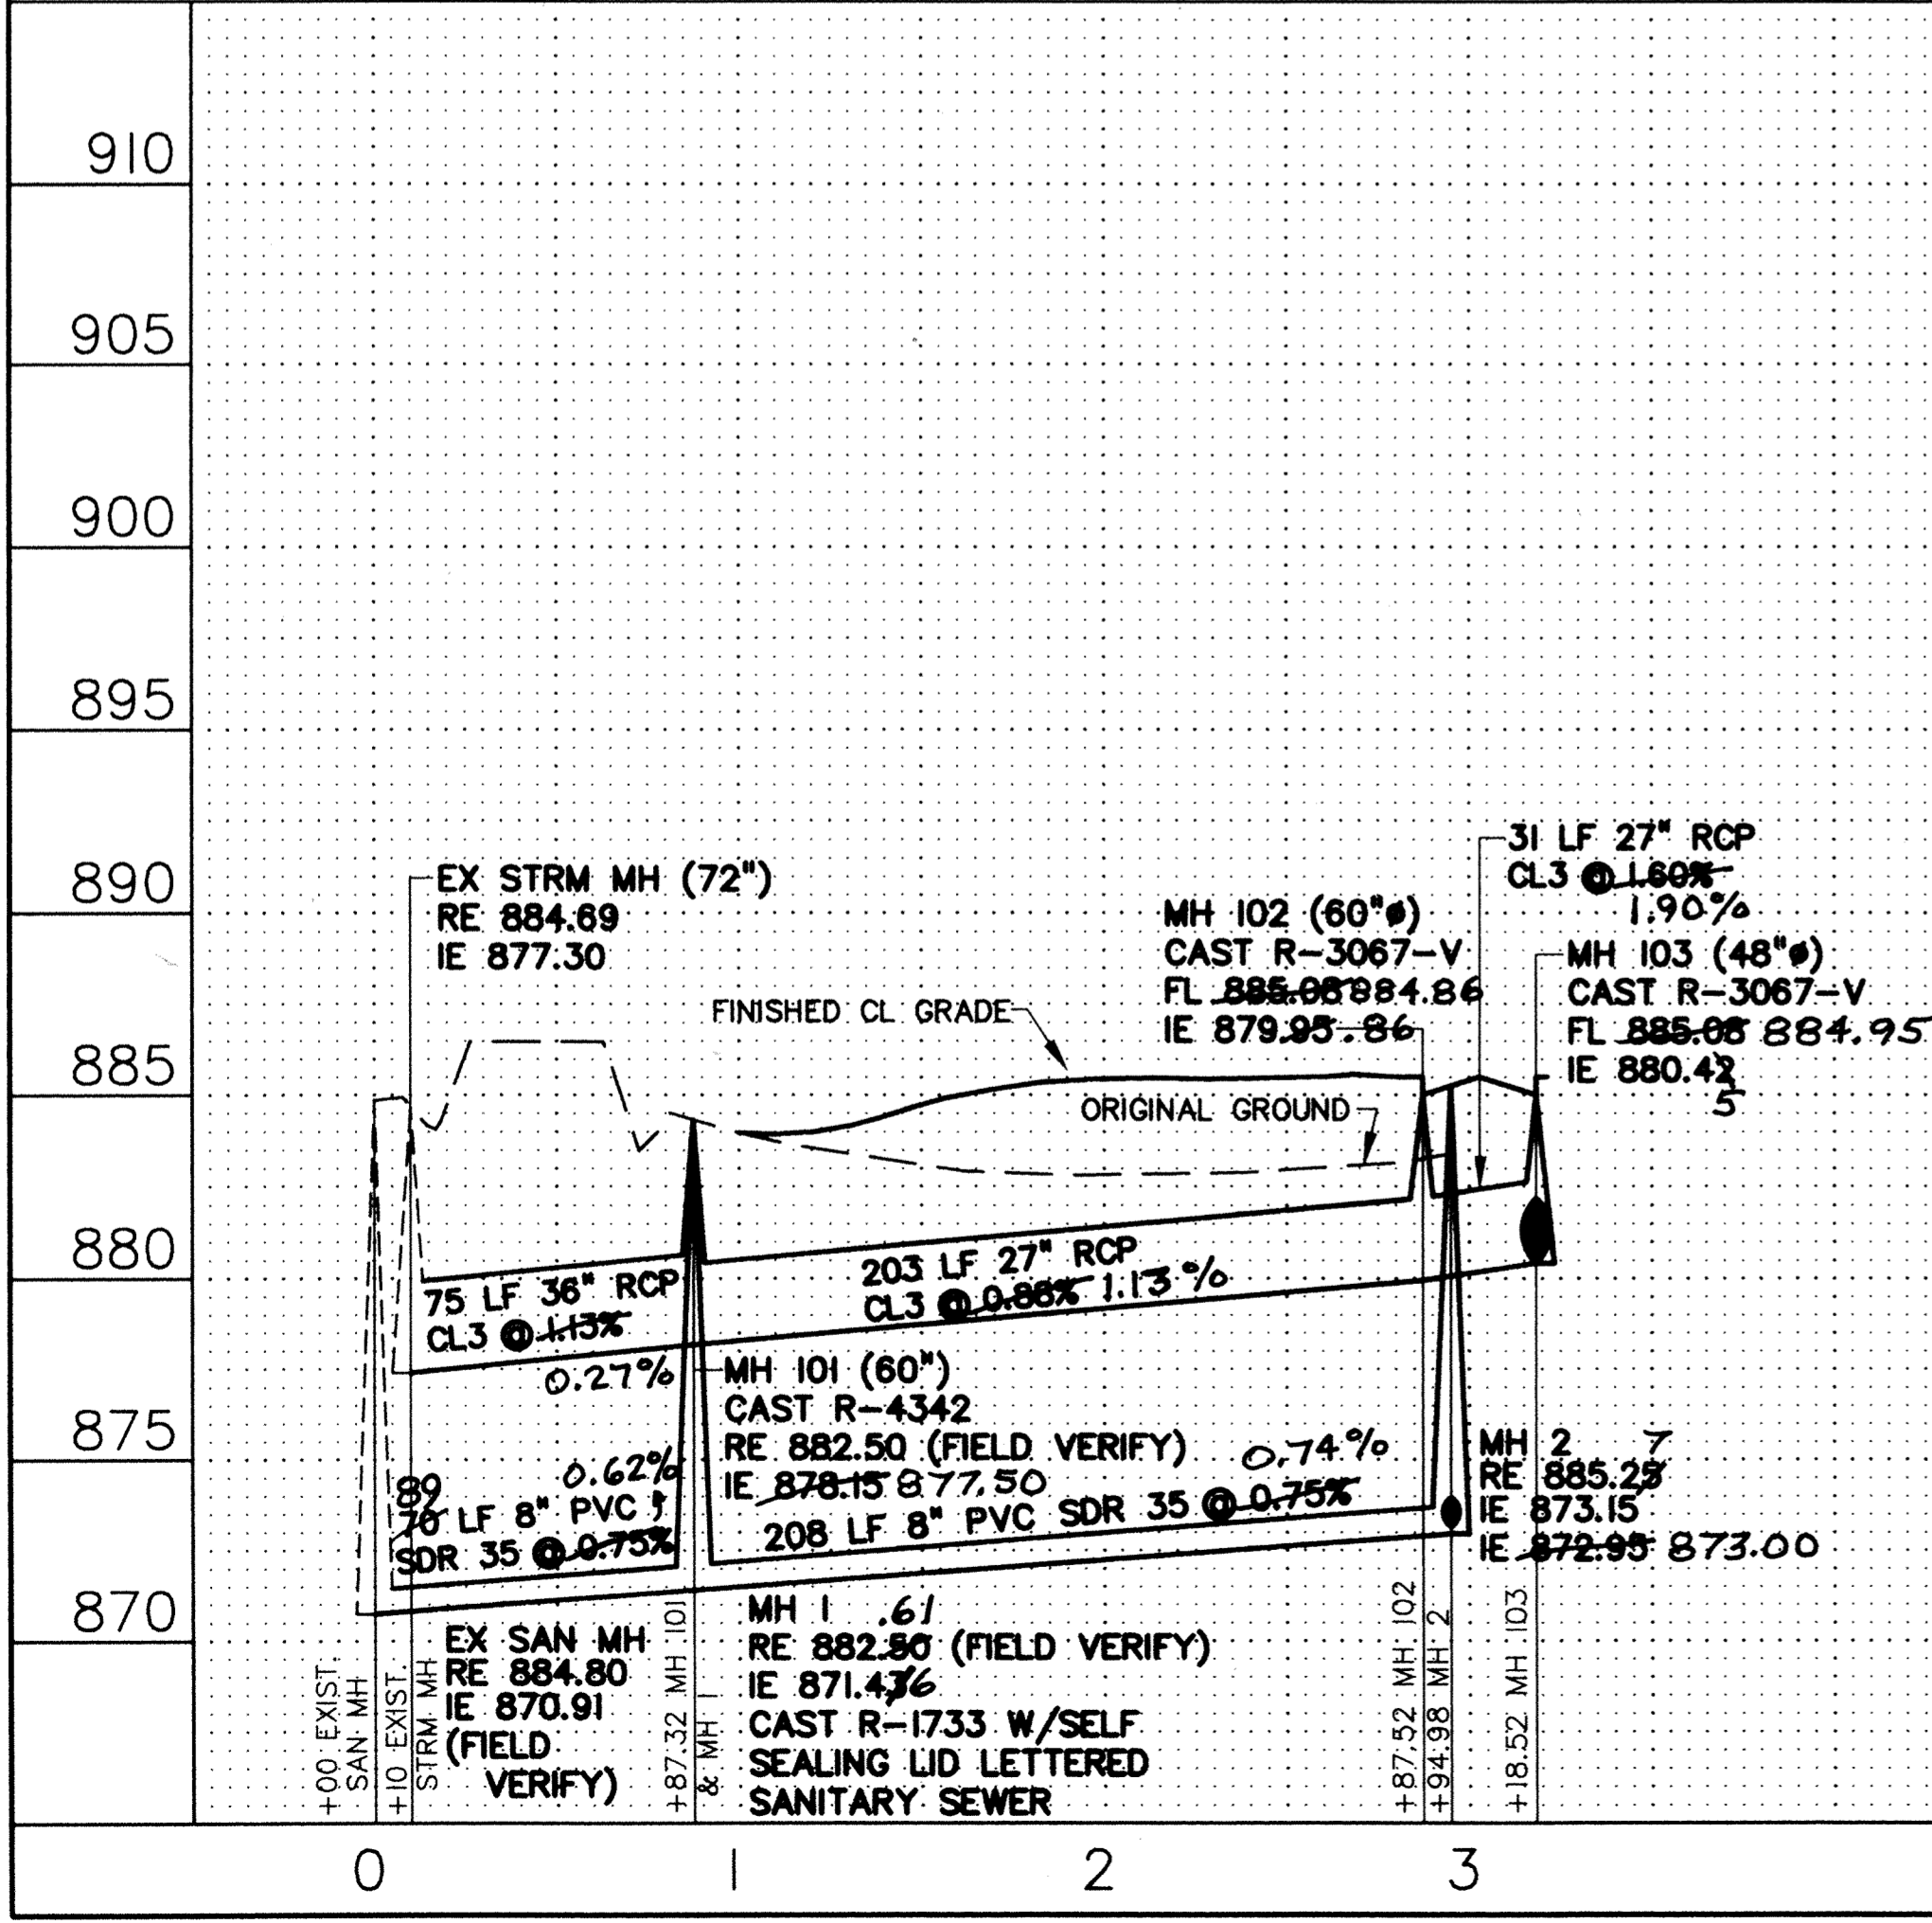 910
905
900
895
890
885
880
875
870
31 LF 27" RCP
CL3 @ 1.60%
1.90%
EX STRM MH (72")
RE 884.69
IE 877.30
MH 102 (60"ø)
CAST R-3067-V
FL 885.08 884.86
IE 879.95 .86
MH 103 (48"ø)
CAST R-3067-V
FL 885.08 884.95
IE 880.42
5
FINISHED CL GRADE
ORIGINAL GROUND
75 LF 36" RCP
CL3 @ 1.13%
0.27%
203 LF 27" RCP
CL3 @ 0.88% 1.13%
MH 101 (60")
CAST R-4342
RE 882.50 (FIELD VERIFY)
IE 878.15 877.50
0.62%
89
70 LF 8" PVC
SDR 35 @ 0.75%
0.74%
208 LF 8" PVC SDR 35 @ 0.75%
MH 2 7
RE 885.25
IE 873.15
IE 872.95 873.00
EX SAN MH
RE 884.80
IE 870.91
(FIELD
VERIFY)
MH 1 .61
RE 882.50 (FIELD VERIFY)
IE 871.436
CAST R-1733 W/SELF
SEALING LID LETTERED
SANITARY SEWER
+00 EXIST.
SAN MH
+10 EXIST.
STRM MH
+87.32 MH 101
& MH 1
+87.52 MH 102
+94.98 MH 2
+18.52 MH 103
0 1 2 3